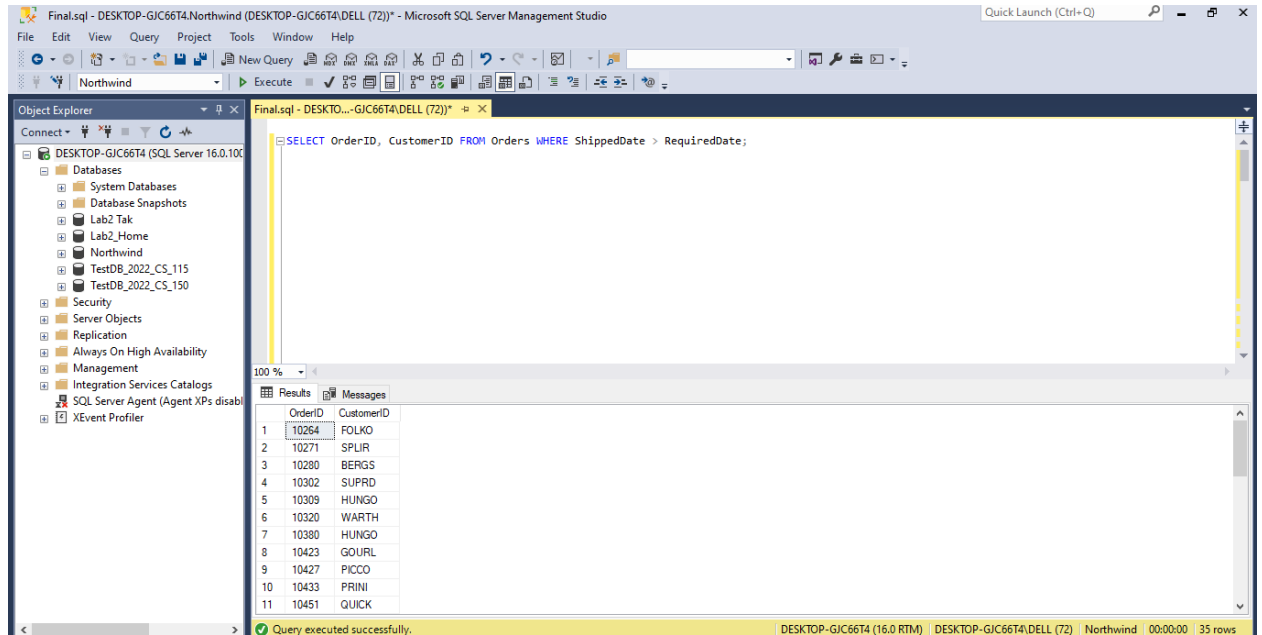 Final.sql - DESKTOP-GJC66T4.Northwind (DESKTOP-GJC66T4\DELL (72))* - Microsoft SQL Server Management Studio
Quick Launch (Ctrl+Q)
File Edit View Query Project Tools Window Help
New Query
Northwind
Execute
Object Explorer
Final.sql - DESKTO...-GJC66T4\DELL (72))*
Connect
DESKTOP-GJC66T4 (SQL Server 16.0.100
Databases
System Databases
Database Snapshots
Lab2 Tak
Lab2_Home
Northwind
TestDB_2022_CS_115
TestDB_2022_CS_150
Security
Server Objects
Replication
Always On High Availability
Management
Integration Services Catalogs
SQL Server Agent (Agent XPs disabl
XEvent Profiler
SELECT OrderID, CustomerID FROM Orders WHERE ShippedDate > RequiredDate;
100 %
Results Messages
OrderID CustomerID
1 10264 FOLKO
2 10271 SPLIR
3 10280 BERGS
4 10302 SUPRD
5 10309 HUNGO
6 10320 WARTH
7 10380 HUNGO
8 10423 GOURL
9 10427 PICCO
10 10433 PRINI
11 10451 QUICK
Query executed successfully.
DESKTOP-GJC66T4 (16.0 RTM) DESKTOP-GJC66T4\DELL (72) Northwind 00:00:00 35 rows